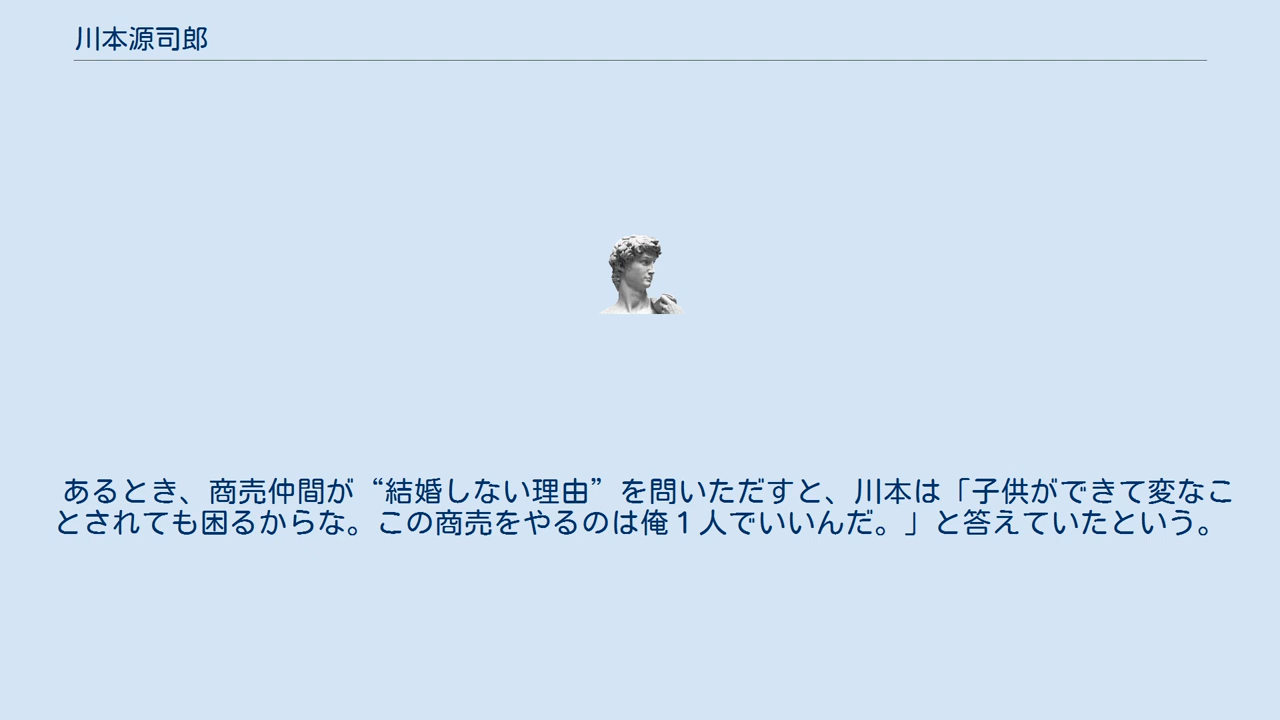 川本源司郎
あるとき、商売仲間が“結婚しない理由”を問いただすと、川本は「子供ができて変なこ
とされても困るからな。この商売をやるのは俺１人でいいんだ。」と答えていたという。